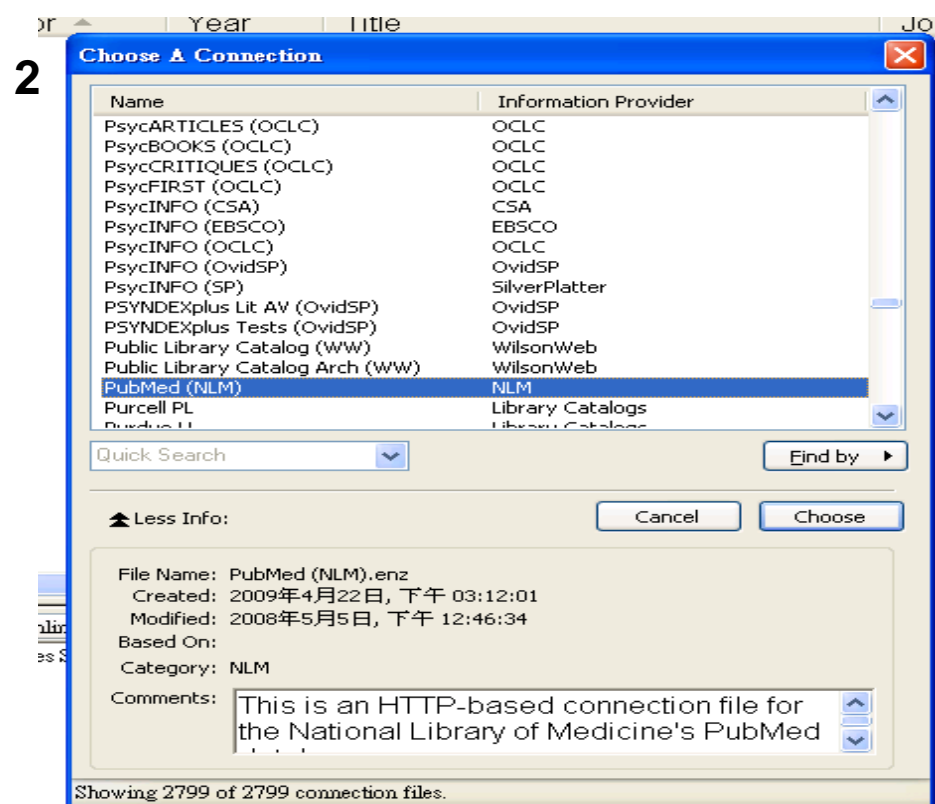 Year Title Jo
2
Choose A Connection
Name Information Provider
PsycARTICLES (OCLC) OCLC
PsycBOOKS (OCLC) OCLC
PsycCRITIQUES (OCLC) OCLC
PsycFIRST (OCLC) OCLC
PsycINFO (CSA) CSA
PsycINFO (EBSCO) EBSCO
PsycINFO (OCLC) OCLC
PsycINFO (OvidSP) OvidSP
PsycINFO (SP) SilverPlatter
PSYNDEXplus Lit AV (OvidSP) OvidSP
PSYNDEXplus Tests (OvidSP) OvidSP
Public Library Catalog (WW) WilsonWeb
Public Library Catalog Arch (WW) WilsonWeb
PubMed (NLM) NLM
Purcell PL Library Catalogs
Purdue U Library Catalogs
Quick Search Find by
Less Info: Cancel Choose
File Name: PubMed (NLM).enz
Created: 2009年4月22日, 下午 03:12:01
Modified: 2008年5月5日, 下午 12:46:34
Based On:
Category: NLM
Comments: This is an HTTP-based connection file for
the National Library of Medicine's PubMed
Showing 2799 of 2799 connection files.